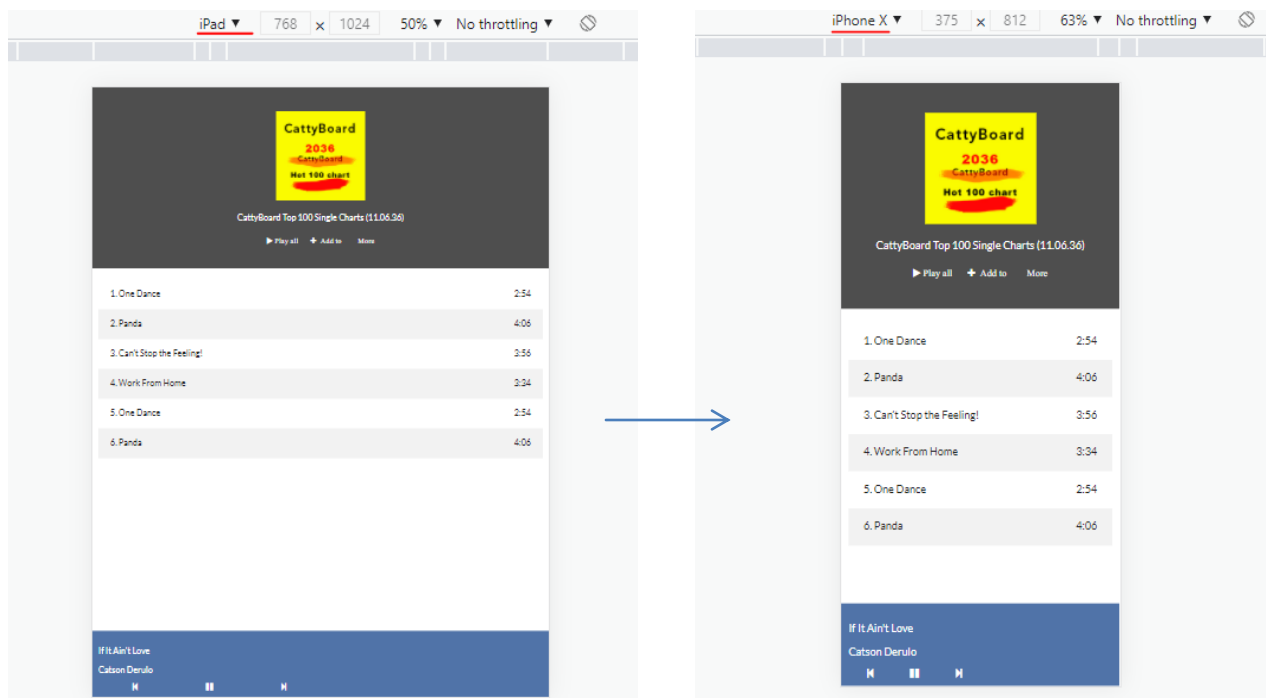 iPad ▼ 768 x 1024 50% ▼ No throttling ▼
CattyBoard
2036
CattyBoard
Hot 100 chart
CattyBoard Top 100 Single Charts (11.06.36)
Play all Add to More
1. One Dance 2:54
2. Panda 4:06
3. Can't Stop the Feeling! 3:56
4. Work From Home 3:34
5. One Dance 2:54
6. Panda 4:06
If It Ain't Love
Catson Derulo
iPhone X ▼ 375 x 812 63% ▼ No throttling ▼
CattyBoard
2036
CattyBoard
Hot 100 chart
CattyBoard Top 100 Single Charts (11.06.36)
Play all Add to More
1. One Dance 2:54
2. Panda 4:06
3. Can't Stop the Feeling! 3:56
4. Work From Home 3:34
5. One Dance 2:54
6. Panda 4:06
If It Ain't Love
Catson Derulo